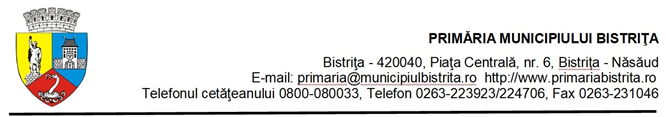 PRIMĂRIA MUNICIPIULUI BISTRIŢA
Bistriţa - 420040, Piaţa Centrală, nr. 6, Bistriţa - Năsăud
E-mail: primaria@municipiulbistrita.ro http://www.primariabistrita.ro
Telefonul cetăţeanului 0800-080033, Telefon 0263-223923/224706, Fax 0263-231046